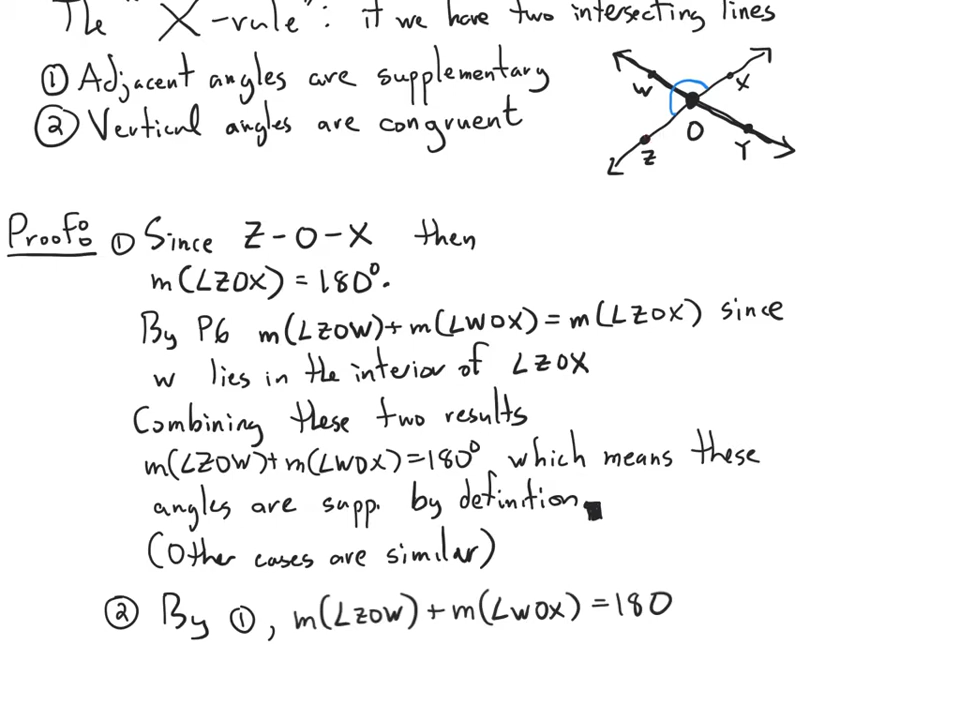 The "X-rule": if we have two intersecting lines
① Adjacent angles are supplementary
② Vertical angles are congruent
W
X
O
Z
Y
Proof:
① Since Z-O-X then
m(∠ZOX) = 180°.
By P6 m(∠ZOW)+m(∠WOX)=m(∠ZOX) since
W lies in the interior of ∠ZOX
Combining these two results
m(∠ZOW)+m(∠WOX)=180° which means these
angles are supp. by definition.
(Other cases are similar)
② By ①, m(∠ZOW)+m(∠WOX)=180